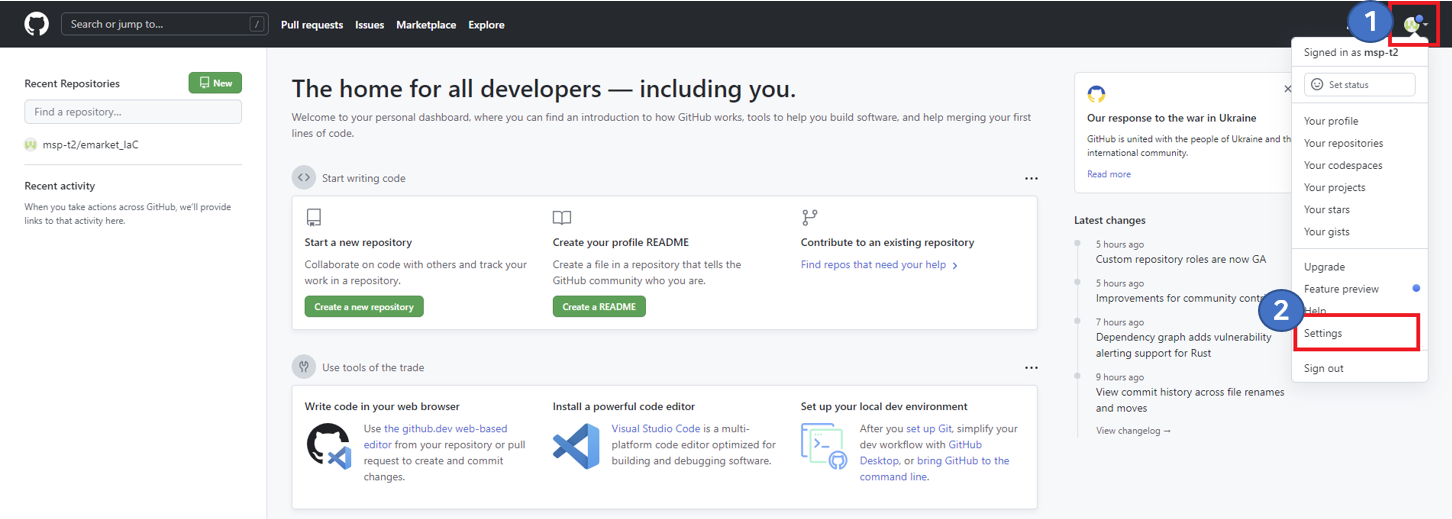 Search or jump to...
/
Pull requests
Issues
Marketplace
Explore
1
Recent Repositories
New
Find a repository...
msp-t2/emarket_IaC
Recent activity
When you take actions across GitHub, we'll provide
links to that activity here.
The home for all developers — including you.
Welcome to your personal dashboard, where you can find an introduction to how GitHub works, tools to help you build software, and help merging your first
lines of code.
Start writing code
Start a new repository
Collaborate on code with others and track your
work in a repository.
Create a new repository
Create your profile README
Create a file in a repository that tells the
GitHub community who you are.
Create a README
Contribute to an existing repository
Find repos that need your help
Use tools of the trade
Write code in your web browser
Use the github.dev web-based
editor from your repository or pull
request to create and commit
changes.
Install a powerful code editor
Visual Studio Code is a multi-
platform code editor optimized for
building and debugging software.
Set up your local dev environment
After you set up Git, simplify your
dev workflow with GitHub
Desktop, or bring GitHub to the
command line.
Our response to the war in Ukraine
GitHub is united with the people of Ukraine and the
international community.
Read more
Latest changes
5 hours ago
Custom repository roles are now GA
5 hours ago
Improvements for community
7 hours ago
Dependency graph adds vulnerability
alerting support for Rust
9 hours ago
View commit history across file renames
and moves
View changelog →
Signed in as msp-t2
Set status
Your profile
Your repositories
Your codespaces
Your projects
Your stars
Your gists
Upgrade
Feature preview
Help
2
Settings
Sign out